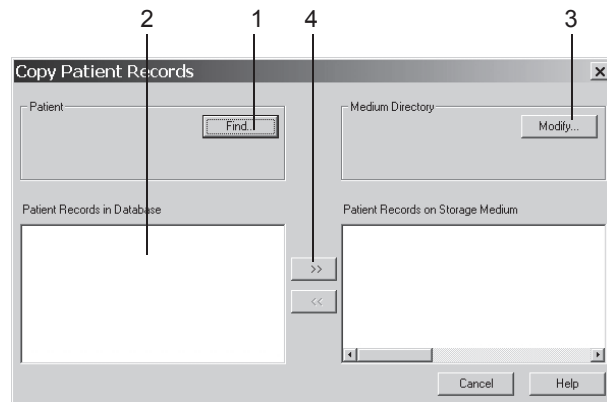 2 1 4 3
Copy Patient Records
Patient Medium Directory
Find... Modify...
Patient Records in Database Patient Records on Storage Medium
>>
<<
Cancel Help